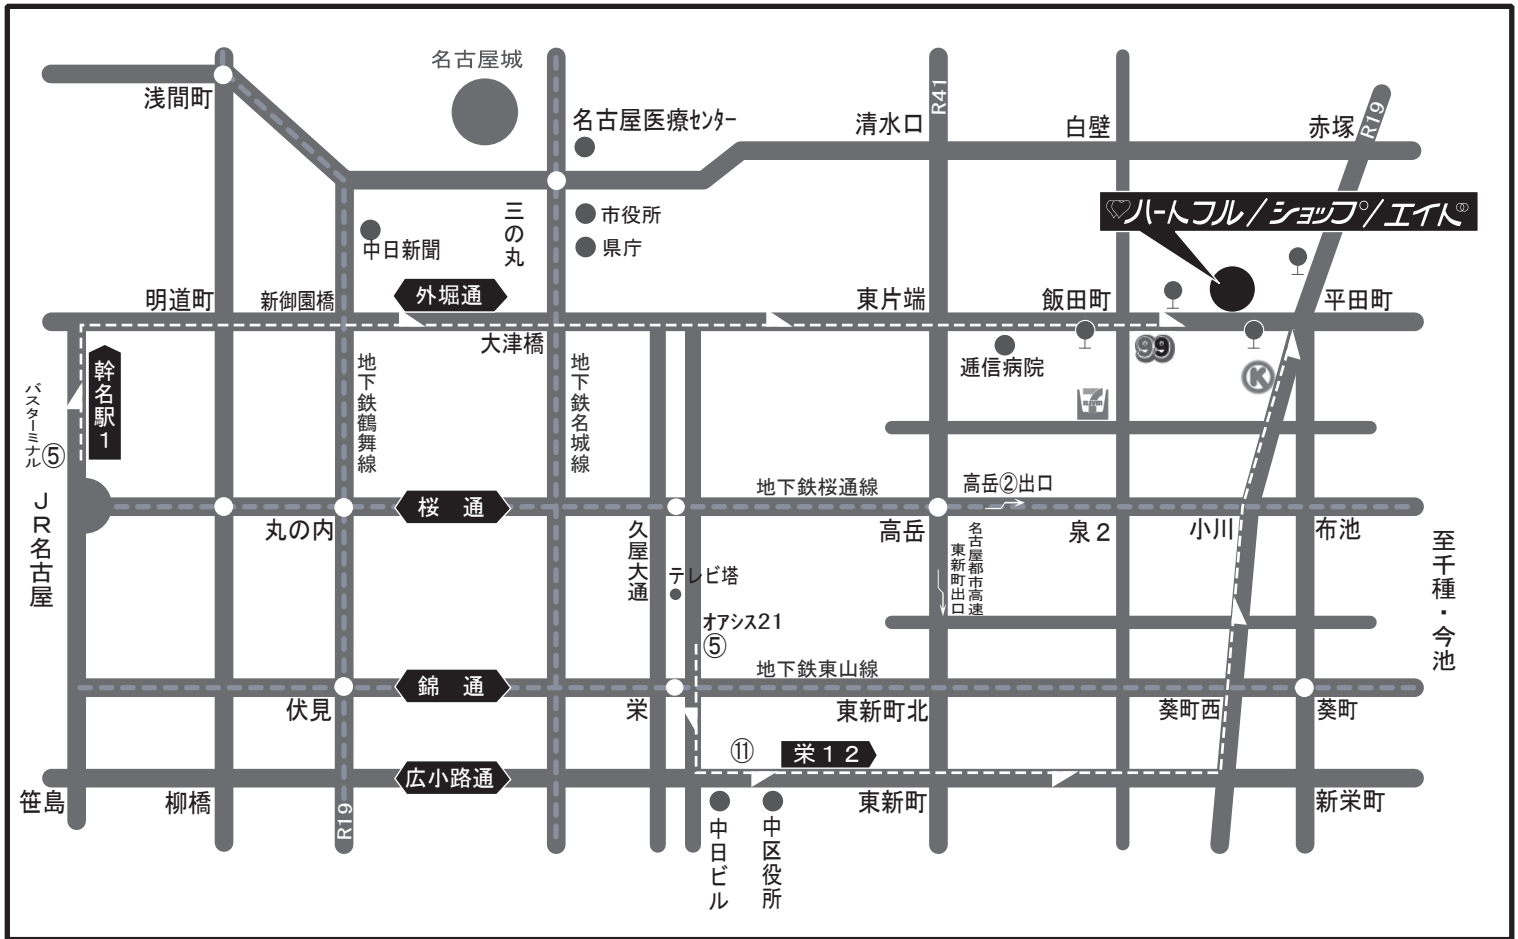 名古屋城
R41
浅間町
名古屋医療ｾﾝﾀｰ
清水口
白壁
赤塚
R19
三の丸
市役所
県庁
中日新聞
ハートフル/ショップ/エイト
明道町
新御園橋
外堀通
東片端
飯田町
平田町
大津橋
幹名駅1
バスターミナル
⑤
地下鉄鶴舞線
地下鉄名城線
逓信病院
99
K
7
ELEVEN
JR名古屋
地下鉄桜通線
高岳②出口
桜 通
丸の内
久屋大通
高岳
名古屋都市高速
東新町出口
泉2
小川
布池
至千種・今池
テレビ塔
オアシス21
⑤
地下鉄東山線
錦 通
伏見
栄
東新町北
葵町西
葵町
⑪
栄12
広小路通
笹島
柳橋
R19
東新町
新栄町
中日ビル
中区役所